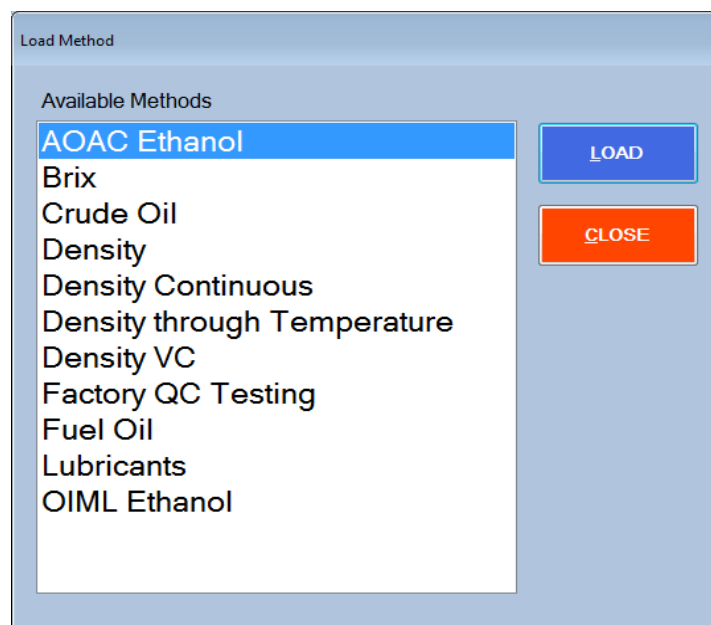 Load Method
Available Methods
AOAC Ethanol
Brix
Crude Oil
Density
Density Continuous
Density through Temperature
Density VC
Factory QC Testing
Fuel Oil
Lubricants
OIML Ethanol
LOAD
CLOSE